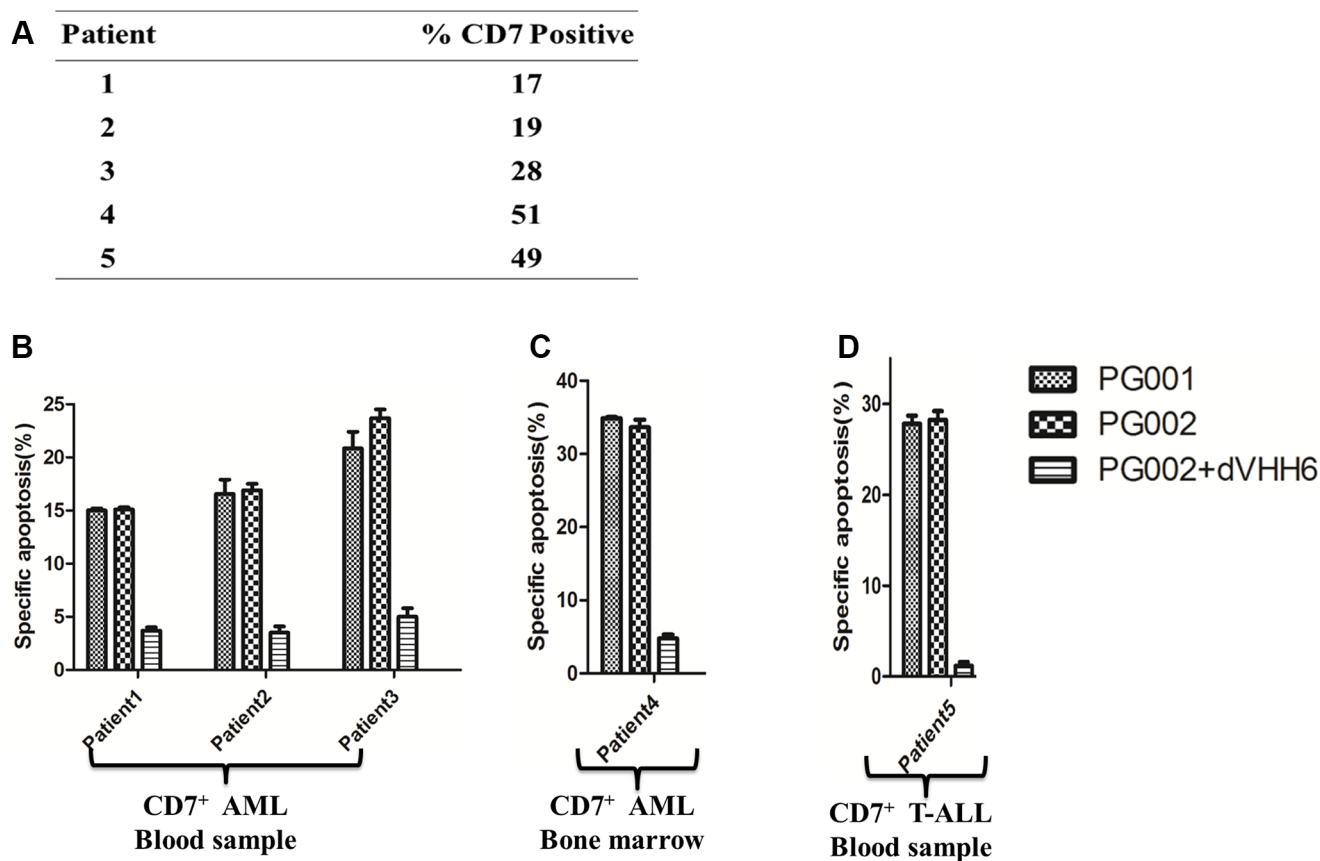 A
Patient % CD7 Positive
1 17
2 19
3 28
4 51
5 49
B
Specific apoptosis(%)
25
20
15
10
5
0
Patient1
Patient2
Patient3
CD7⁺ AML
Blood sample
C
Specific apoptosis(%)
40
30
20
10
0
Patient4
CD7⁺ AML
Bone marrow
D
Specific apoptosis(%)
30
20
10
0
Patient5
CD7⁺ T-ALL
Blood sample
PG001
PG002
PG002+dVHH6